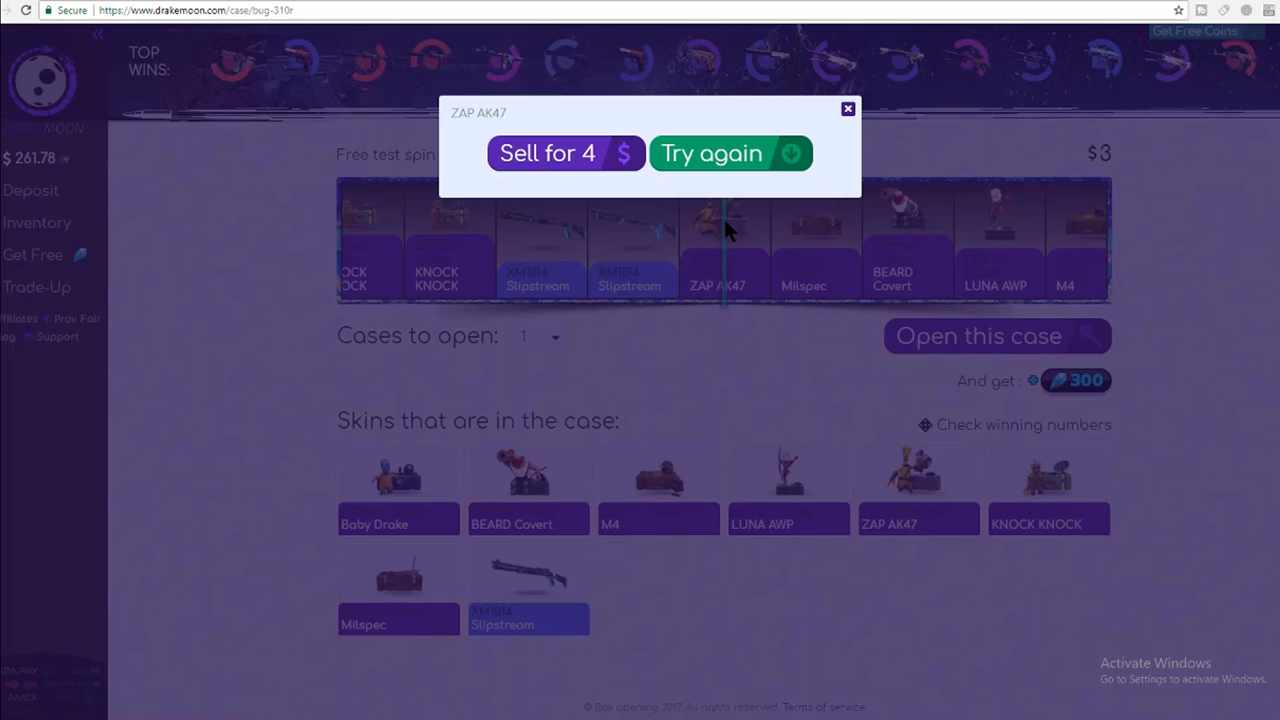 Secure
https://www.drakemoon.com/case/bug-310r
Get Free Coins
TOP
WINS:
MOON
$ 261.78
Deposit
Inventory
Get Free
Trade-Up
ffiliates Prov. Fair
log Support
ZAP AK47
Sell for 4 $
Try again
Free test spin
$3
OCK
OCK
KNOCK
KNOCK
XM1014
Slipstream
XM1014
Slipstream
ZAP AK47
Milspec
BEARD
Covert
LUNA AWP
M4
Cases to open: 1
Open this case
And get : + 300
Skins that are in the case:
Check winning numbers
Baby Drake
BEARD Covert
M4
LUNA AWP
ZAP AK47
KNOCK KNOCK
Milspec
XM1014
Slipstream
Activate Windows
Go to Settings to activate Windows.
© Box opening 2017 All rights reserved. Terms of service